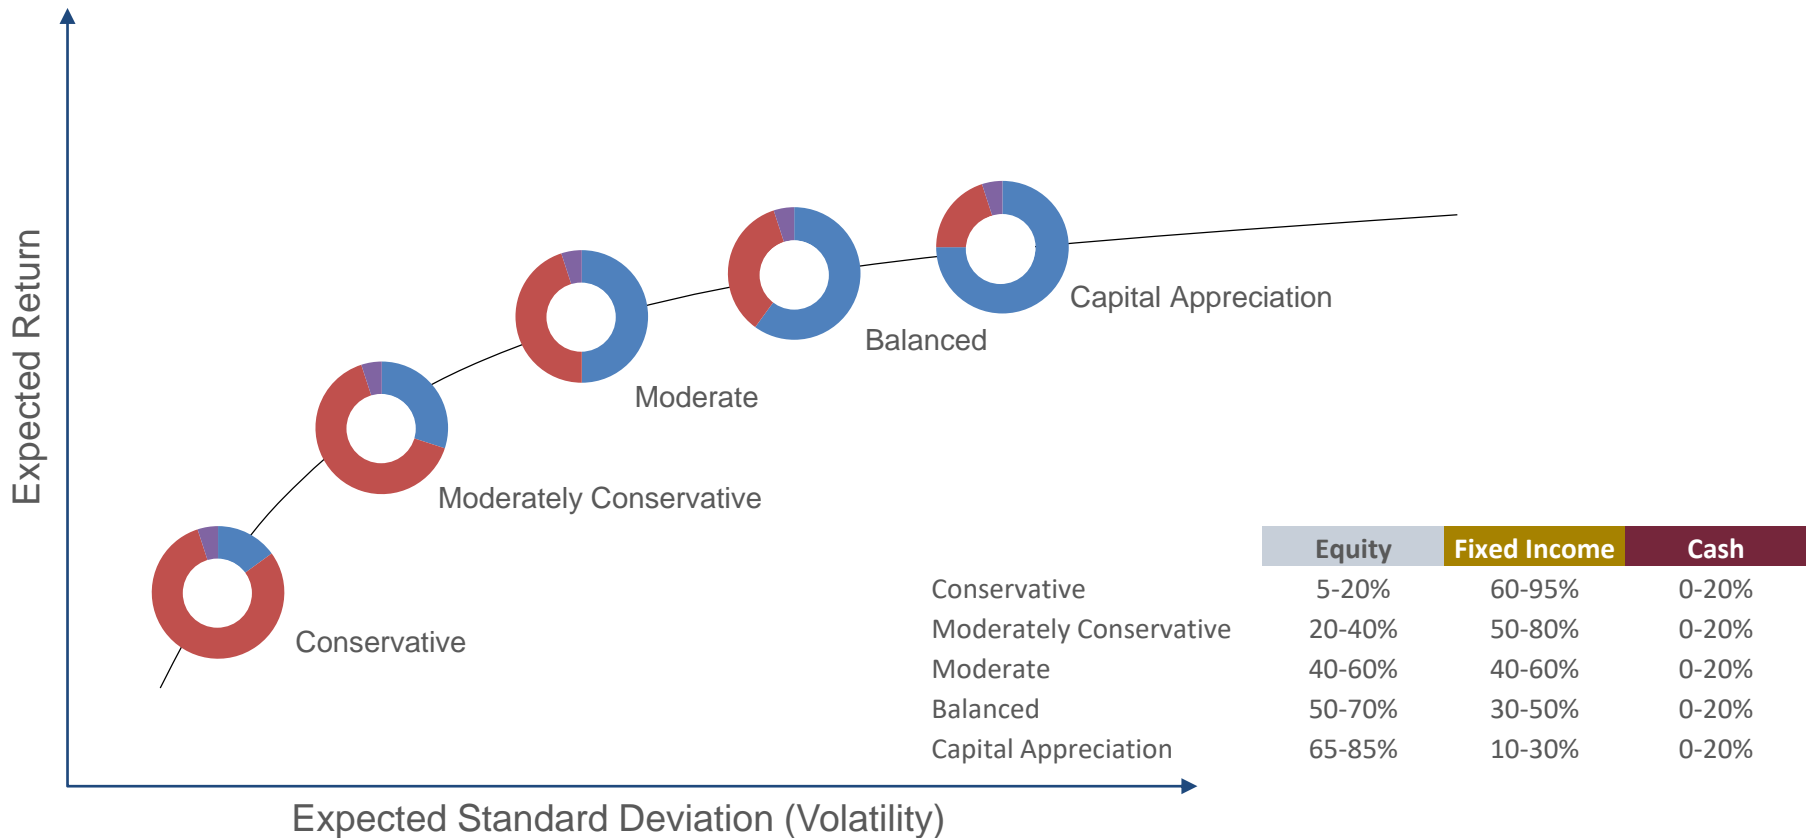 Expected Return
Capital Appreciation
Balanced
Moderate
Moderately Conservative
Conservative
Equity Fixed Income Cash
Conservative 5-20% 60-95% 0-20%
Moderately Conservative 20-40% 50-80% 0-20%
Moderate 40-60% 40-60% 0-20%
Balanced 50-70% 30-50% 0-20%
Capital Appreciation 65-85% 10-30% 0-20%
Expected Standard Deviation (Volatility)